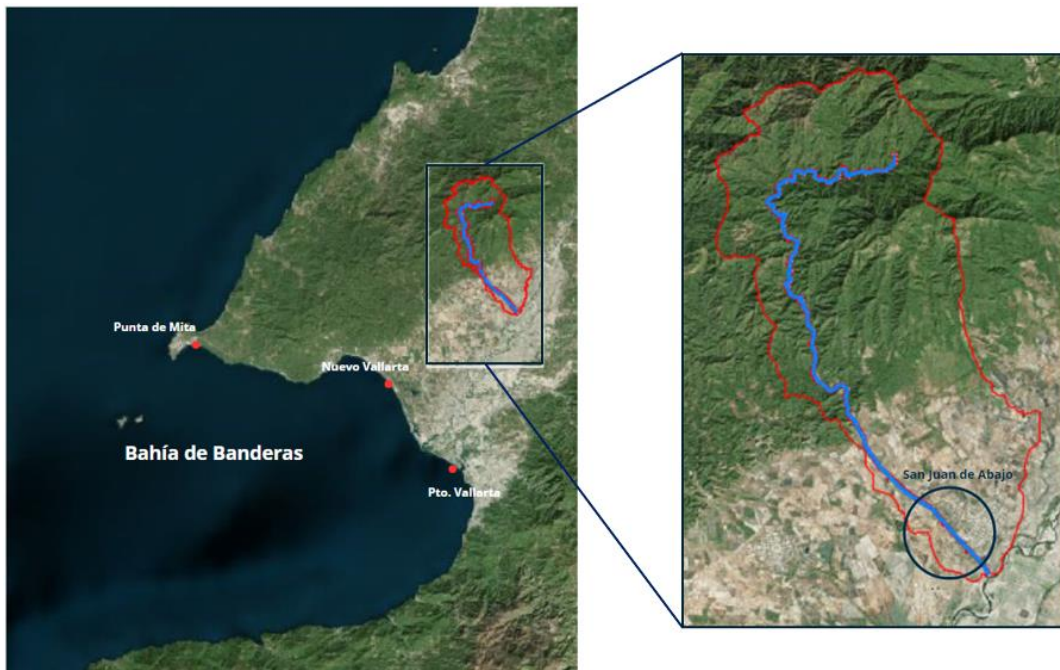 Punta de Mita
Nuevo Vallarta
Bahía de Banderas
Pto. Vallarta
San Juan de Abajo